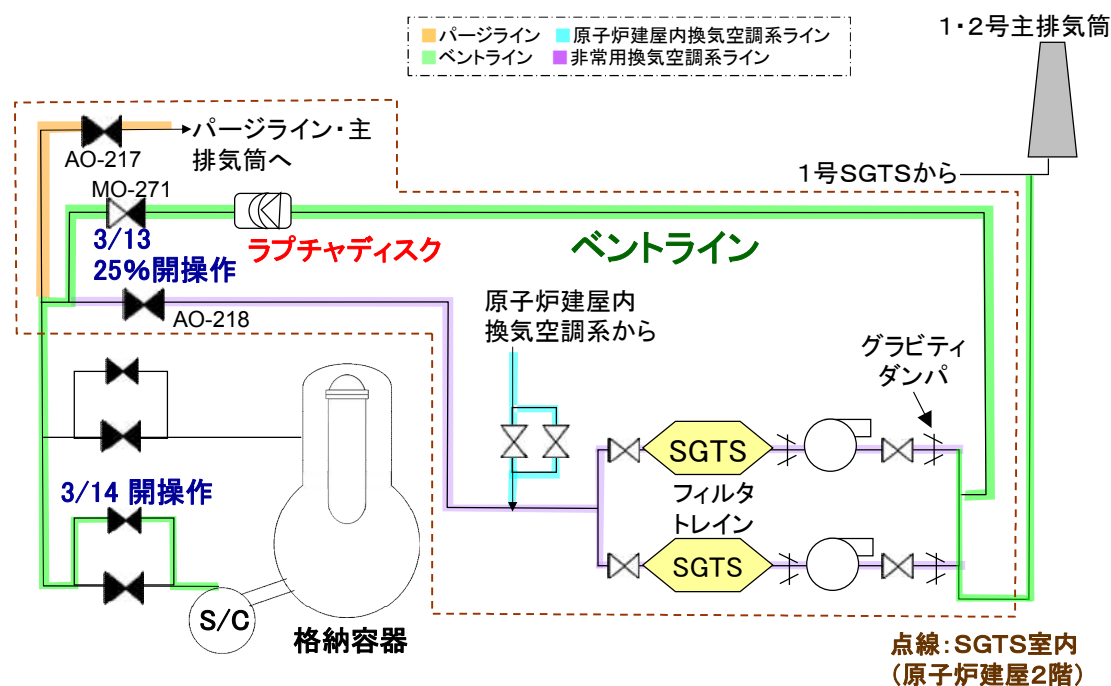 パージライン 原子炉建屋内換気空調系ライン
ベントライン 非常用換気空調系ライン
1・2号主排気筒
パージライン・主
排気筒へ
AO-217
MO-271
1号SGTSから
3/13
25%開操作
ラプチャディスク
ベントライン
AO-218
原子炉建屋内
換気空調系から
グラビティ
ダンパ
SGTS
フィルタ
トレイン
SGTS
3/14 開操作
S/C
格納容器
点線:SGTS室内
(原子炉建屋2階)